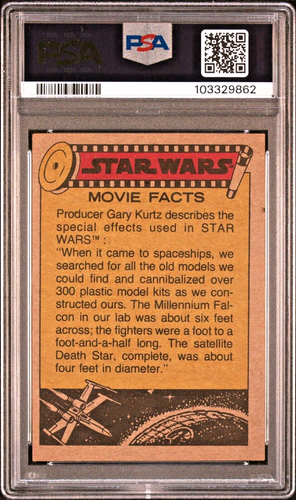 PSA
PSA
103329862
STAR WARS
MOVIE FACTS
Producer Gary Kurtz describes the
special effects used in STAR
WARS™ :
"When it came to spaceships, we
searched for all the old models we
could find and cannibalized over
300 plastic model kits as we con-
structed ours. The Millennium Fal-
con in our lab was about six feet
across; the fighters were a foot to a
foot-and-a-half long. The satellite
Death Star, complete, was about
four feet in diameter."